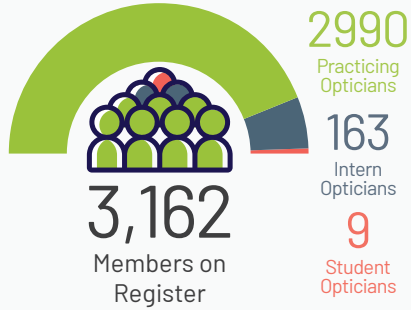 2990
Practicing
Opticians
163
Intern
Opticians
9
Student
Opticians
3,162
Members on
Register